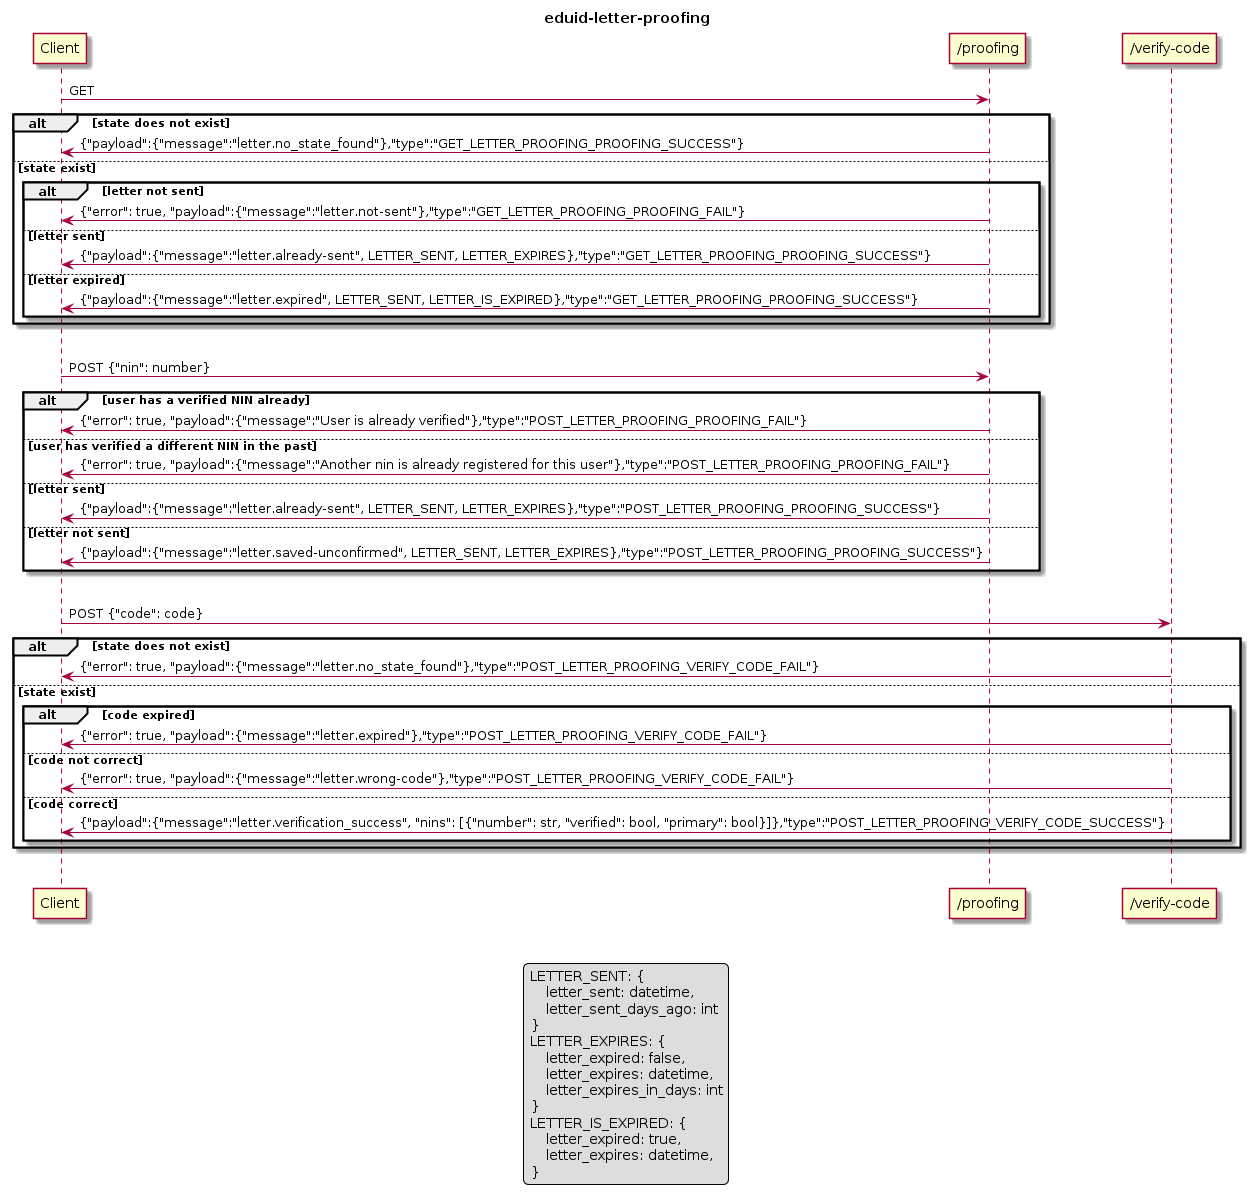 eduid-letter-proofing
Client
/proofing
/verify-code
GET
alt [state does not exist]
{"payload":{"message":"letter.no_state_found"},"type":"GET_LETTER_PROOFING_PROOFING_SUCCESS"}
[state exist]
alt [letter not sent]
{"error": true, "payload":{"message":"letter.not-sent"},"type":"GET_LETTER_PROOFING_PROOFING_FAIL"}
[letter sent]
{"payload":{"message":"letter.already-sent", LETTER_SENT, LETTER_EXPIRES},"type":"GET_LETTER_PROOFING_PROOFING_SUCCESS"}
[letter expired]
{"payload":{"message":"letter.expired", LETTER_SENT, LETTER_IS_EXPIRED},"type":"GET_LETTER_PROOFING_PROOFING_SUCCESS"}
POST {"nin": number}
alt [user has a verified NIN already]
{"error": true, "payload":{"message":"User is already verified"},"type":"POST_LETTER_PROOFING_PROOFING_FAIL"}
[user has verified a different NIN in the past]
{"error": true, "payload":{"message":"Another nin is already registered for this user"},"type":"POST_LETTER_PROOFING_PROOFING_FAIL"}
[letter sent]
{"payload":{"message":"letter.already-sent", LETTER_SENT, LETTER_EXPIRES},"type":"POST_LETTER_PROOFING_PROOFING_SUCCESS"}
[letter not sent]
{"payload":{"message":"letter.saved-unconfirmed", LETTER_SENT, LETTER_EXPIRES},"type":"POST_LETTER_PROOFING_PROOFING_SUCCESS"}
POST {"code": code}
alt [state does not exist]
{"error": true, "payload":{"message":"letter.no_state_found"},"type":"POST_LETTER_PROOFING_VERIFY_CODE_FAIL"}
[state exist]
alt [code expired]
{"error": true, "payload":{"message":"letter.expired"},"type":"POST_LETTER_PROOFING_VERIFY_CODE_FAIL"}
[code not correct]
{"error": true, "payload":{"message":"letter.wrong-code"},"type":"POST_LETTER_PROOFING_VERIFY_CODE_FAIL"}
[code correct]
{"payload":{"message":"letter.verification_success", "nins": [{"number": str, "verified": bool, "primary": bool}]},"type":"POST_LETTER_PROOFING_VERIFY_CODE_SUCCESS"}
Client
/proofing
/verify-code
LETTER_SENT: {
letter_sent: datetime,
letter_sent_days_ago: int
}
LETTER_EXPIRES: {
letter_expired: false,
letter_expires: datetime,
letter_expires_in_days: int
}
LETTER_IS_EXPIRED: {
letter_expired: true,
letter_expires: datetime,
}